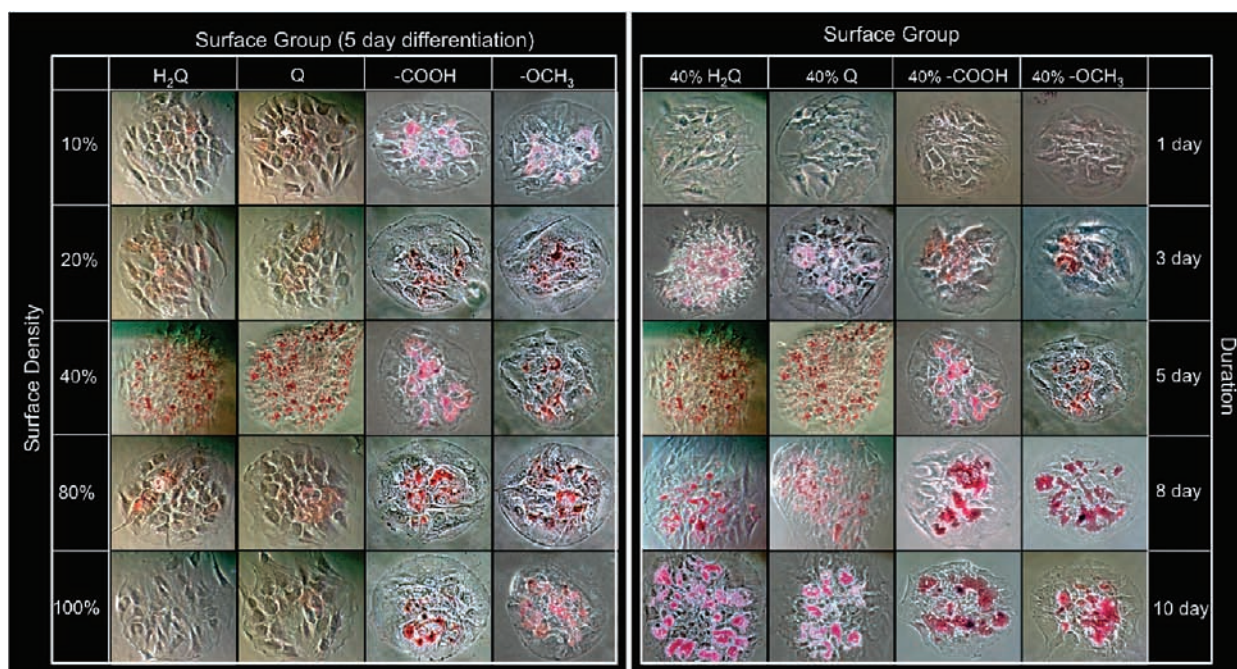 Surface Group (5 day differentiation)
H₂Q Q -COOH -OCH₃
Surface Density
10%
20%
40%
80%
100%
Surface Group
40% H₂Q 40% Q 40% -COOH 40% -OCH₃
1 day
3 day
5 day
8 day
10 day
Duration